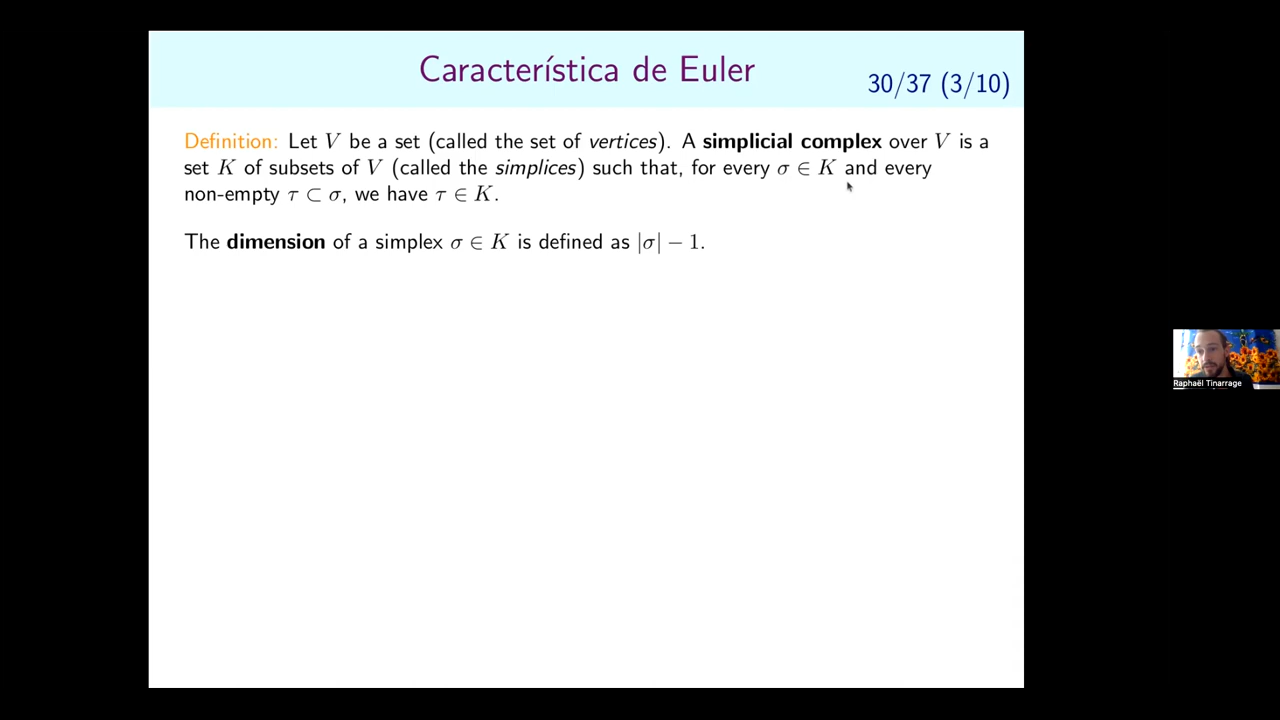 Característica de Euler
30/37 (3/10)
Definition: Let V be a set (called the set of vertices). A simplicial complex over V is a
set K of subsets of V (called the simplices) such that, for every σ ∈ K and every
non-empty τ ⊂ σ, we have τ ∈ K.
The dimension of a simplex σ ∈ K is defined as |σ| − 1.
Raphaël Tinarrage